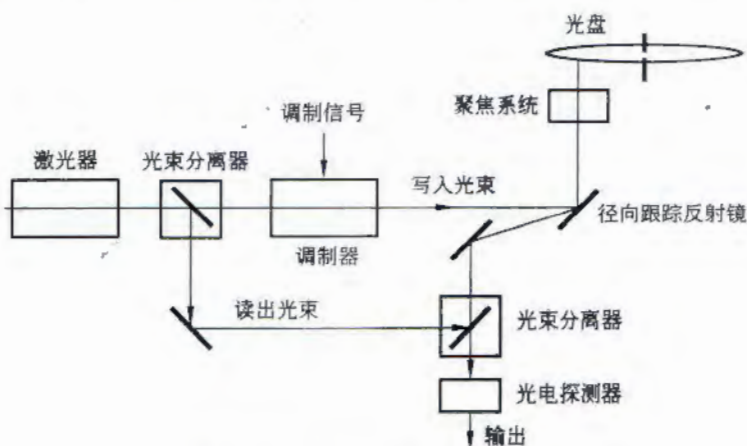 光盘
聚焦系统
调制信号
激光器
光束分离器
写入光束
径向跟踪反射镜
调制器
读出光束
光束分离器
光电探测器
输出